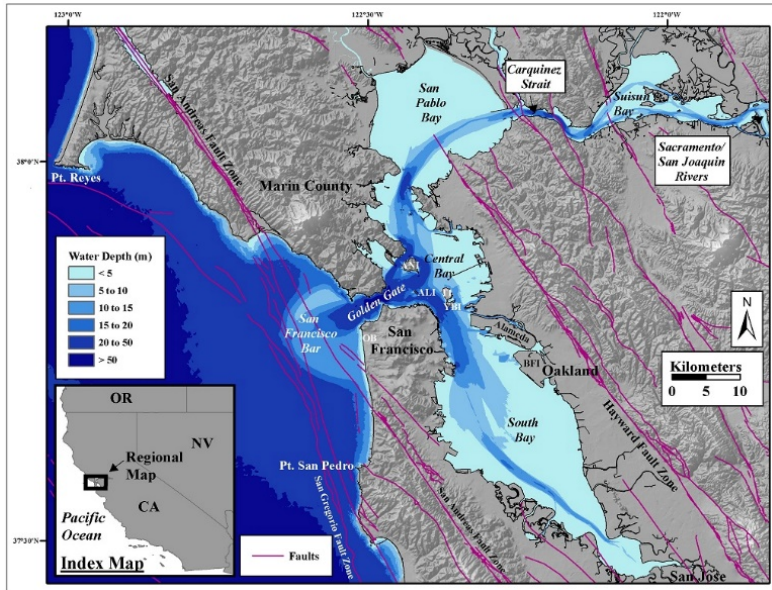 123°0'W
122°30'W
122°0'W
38°0'N
37°30'N
San Andreas Fault Zone
San
Pablo
Bay
Carquinez
Strait
Suisun
Bay
Sacramento/
San Joaquin
Rivers
Pt. Reyes
Marin County
Water Depth (m)
< 5
5 to 10
10 to 15
15 to 20
20 to 50
> 50
Central
Bay
ANI
ALI
TI
YBI
Golden Gate
San
Francisco
Bar
OB
San
Francisco
Alameda
BFI
Oakland
N
Kilometers
0 5 10
Hayward Fault Zone
South
Bay
Pt. San Pedro
San Gregorio Fault Zone
San Andreas Fault Zone
San Jose
OR
NV
Regional
Map
CA
Pacific
Ocean
Index Map
Faults